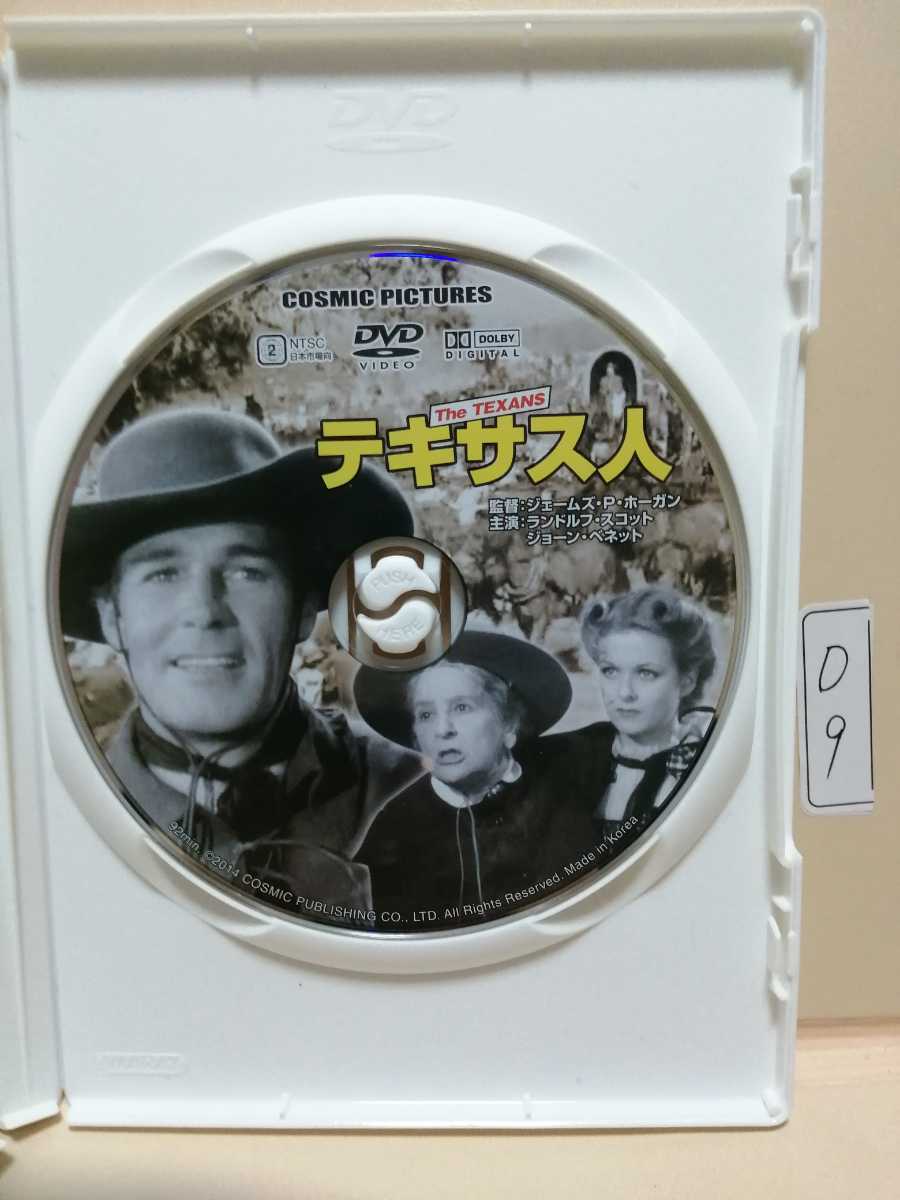 DVD
COSMIC PICTURES
2 NTSC 日本市場向
DVD VIDEO
DOLBY DIGITAL
The TEXANS
テキサス人
監督:ジェームズ・P・ホーガン
主演:ランドルフ・スコット
ジョーン・ベネット
PUSH
HERE
D
9
92min. ©2014 COSMIC PUBLISHING CO., LTD. All Rights Reserved. Made in Korea